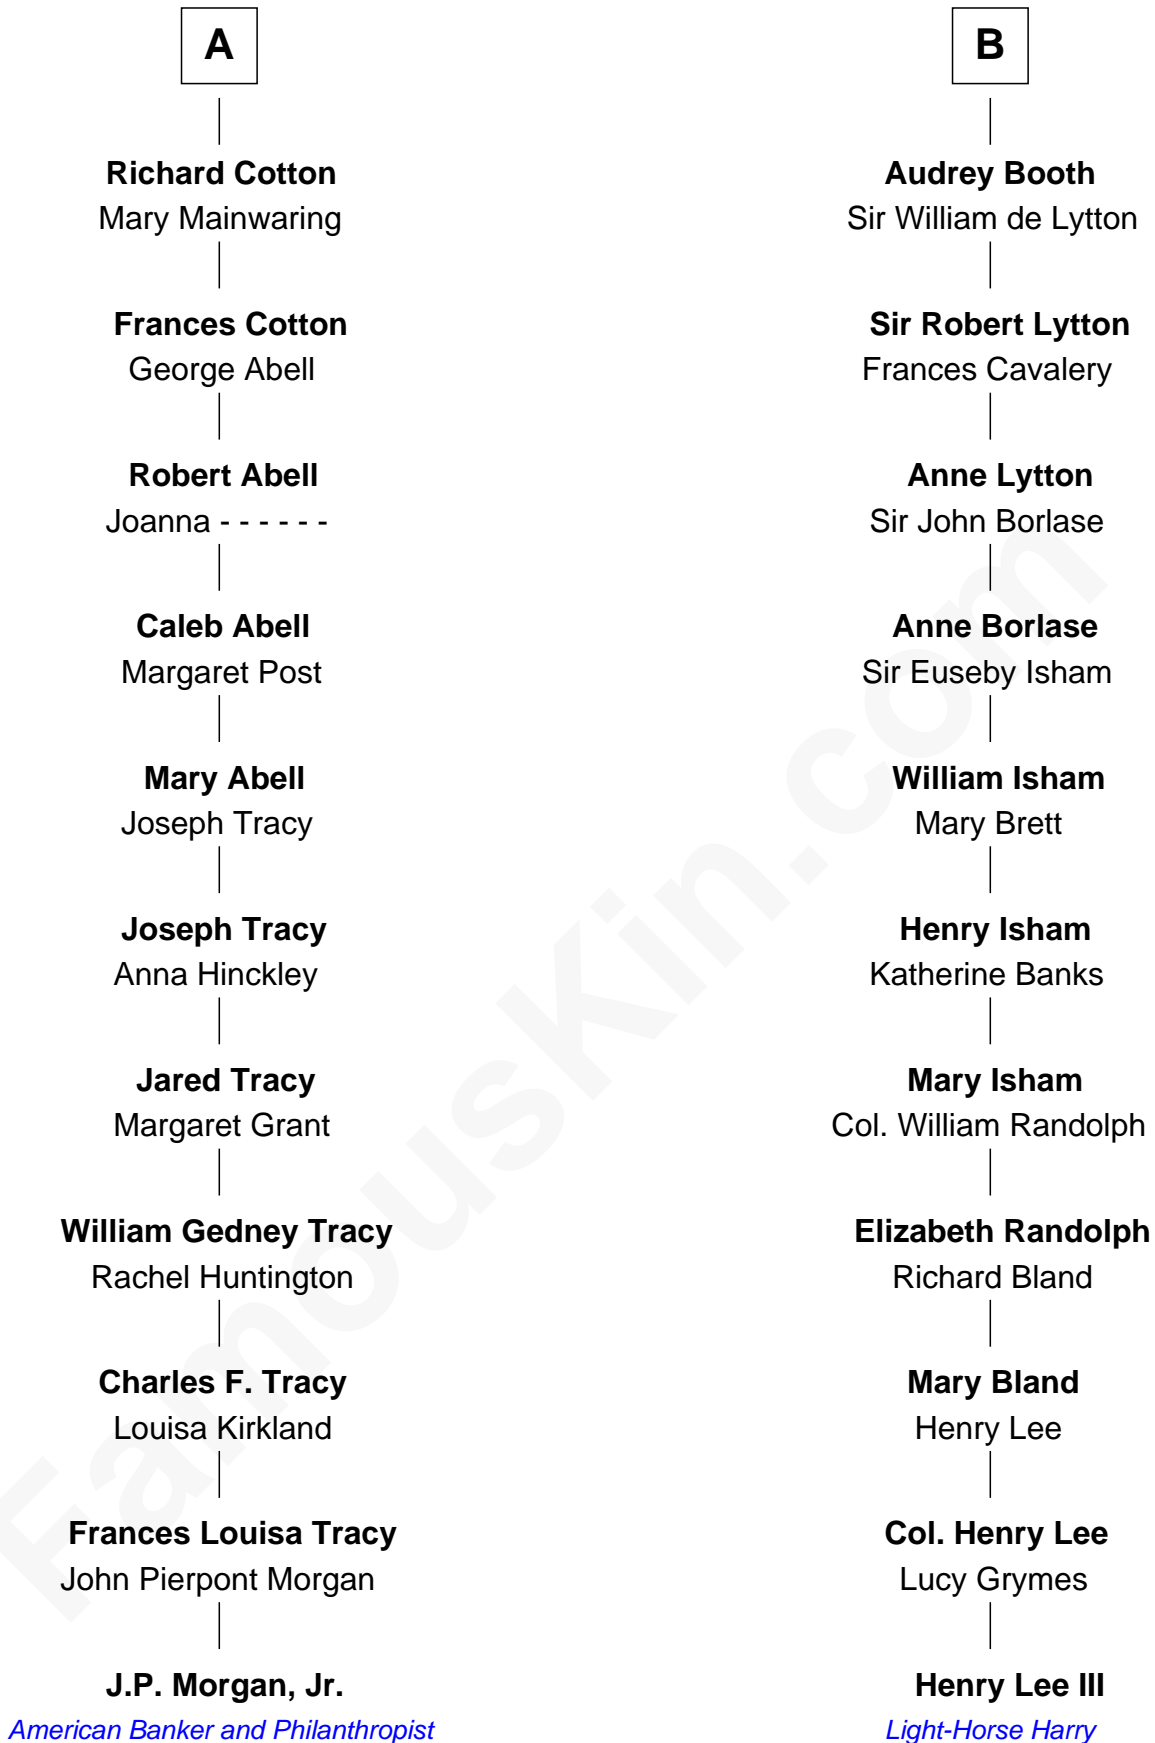 A
Richard Cotton
Mary Mainwaring
Frances Cotton
George Abell
Robert Abell
Joanna - - - - - -
Caleb Abell
Margaret Post
Mary Abell
Joseph Tracy
Joseph Tracy
Anna Hinckley
Jared Tracy
Margaret Grant
William Gedney Tracy
Rachel Huntington
Charles F. Tracy
Louisa Kirkland
Frances Louisa Tracy
John Pierpont Morgan
J.P. Morgan, Jr.
American Banker and Philanthropist
B
Audrey Booth
Sir William de Lytton
Sir Robert Lytton
Frances Cavalery
Anne Lytton
Sir John Borlase
Anne Borlase
Sir Euseby Isham
William Isham
Mary Brett
Henry Isham
Katherine Banks
Mary Isham
Col. William Randolph
Elizabeth Randolph
Richard Bland
Mary Bland
Henry Lee
Col. Henry Lee
Lucy Grymes
Henry Lee III
Light-Horse Harry
FamousKin.com